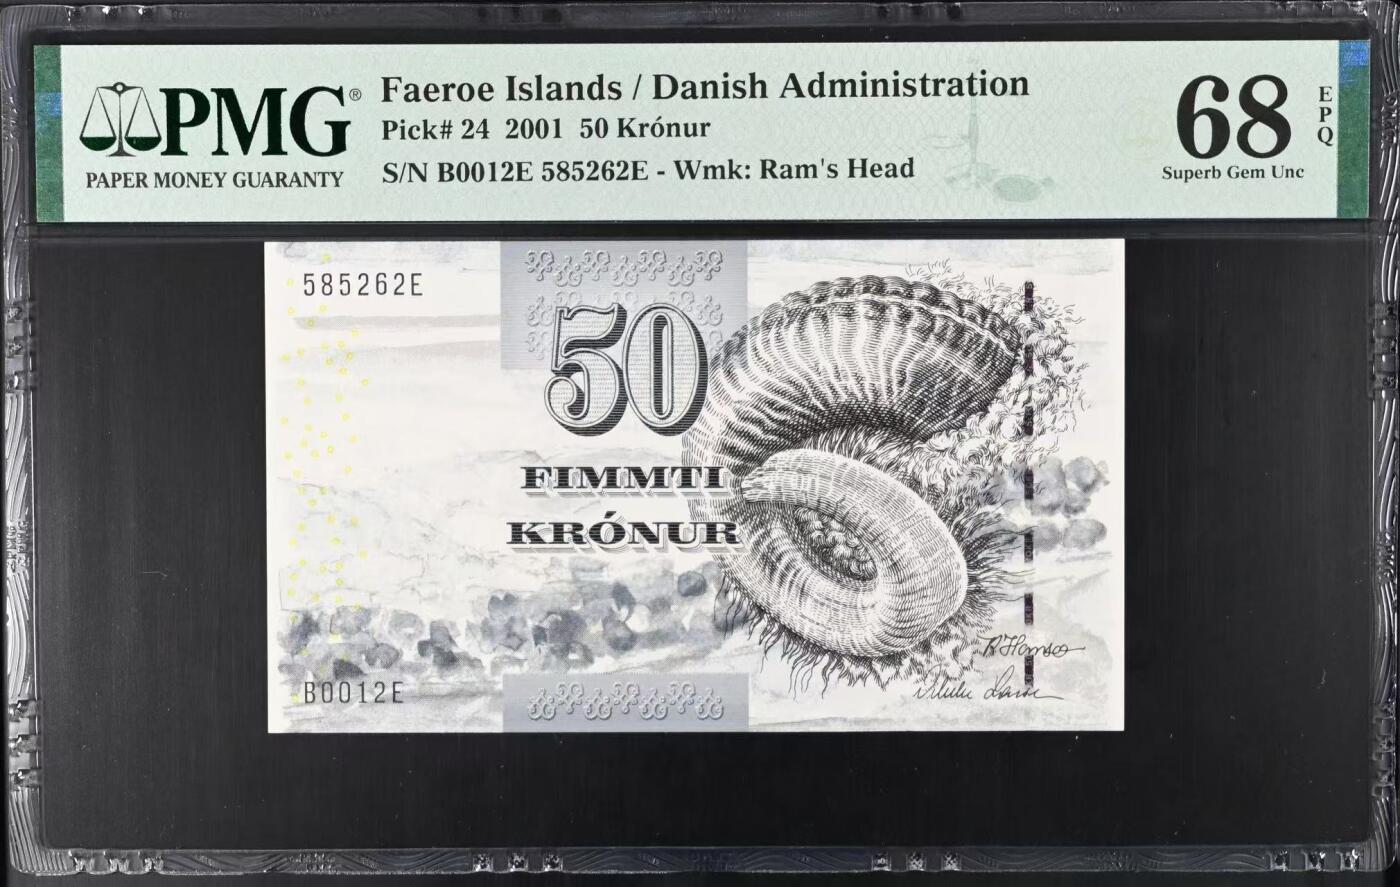 PMG®
PAPER MONEY GUARANTY
Faeroe Islands / Danish Administration
Pick# 24 2001 50 Krónur
S/N B0012E 585262E - Wmk: Ram's Head
68
EPQ
Superb Gem Unc
585262E
50
FIMMTI
KRÓNUR
B0012E